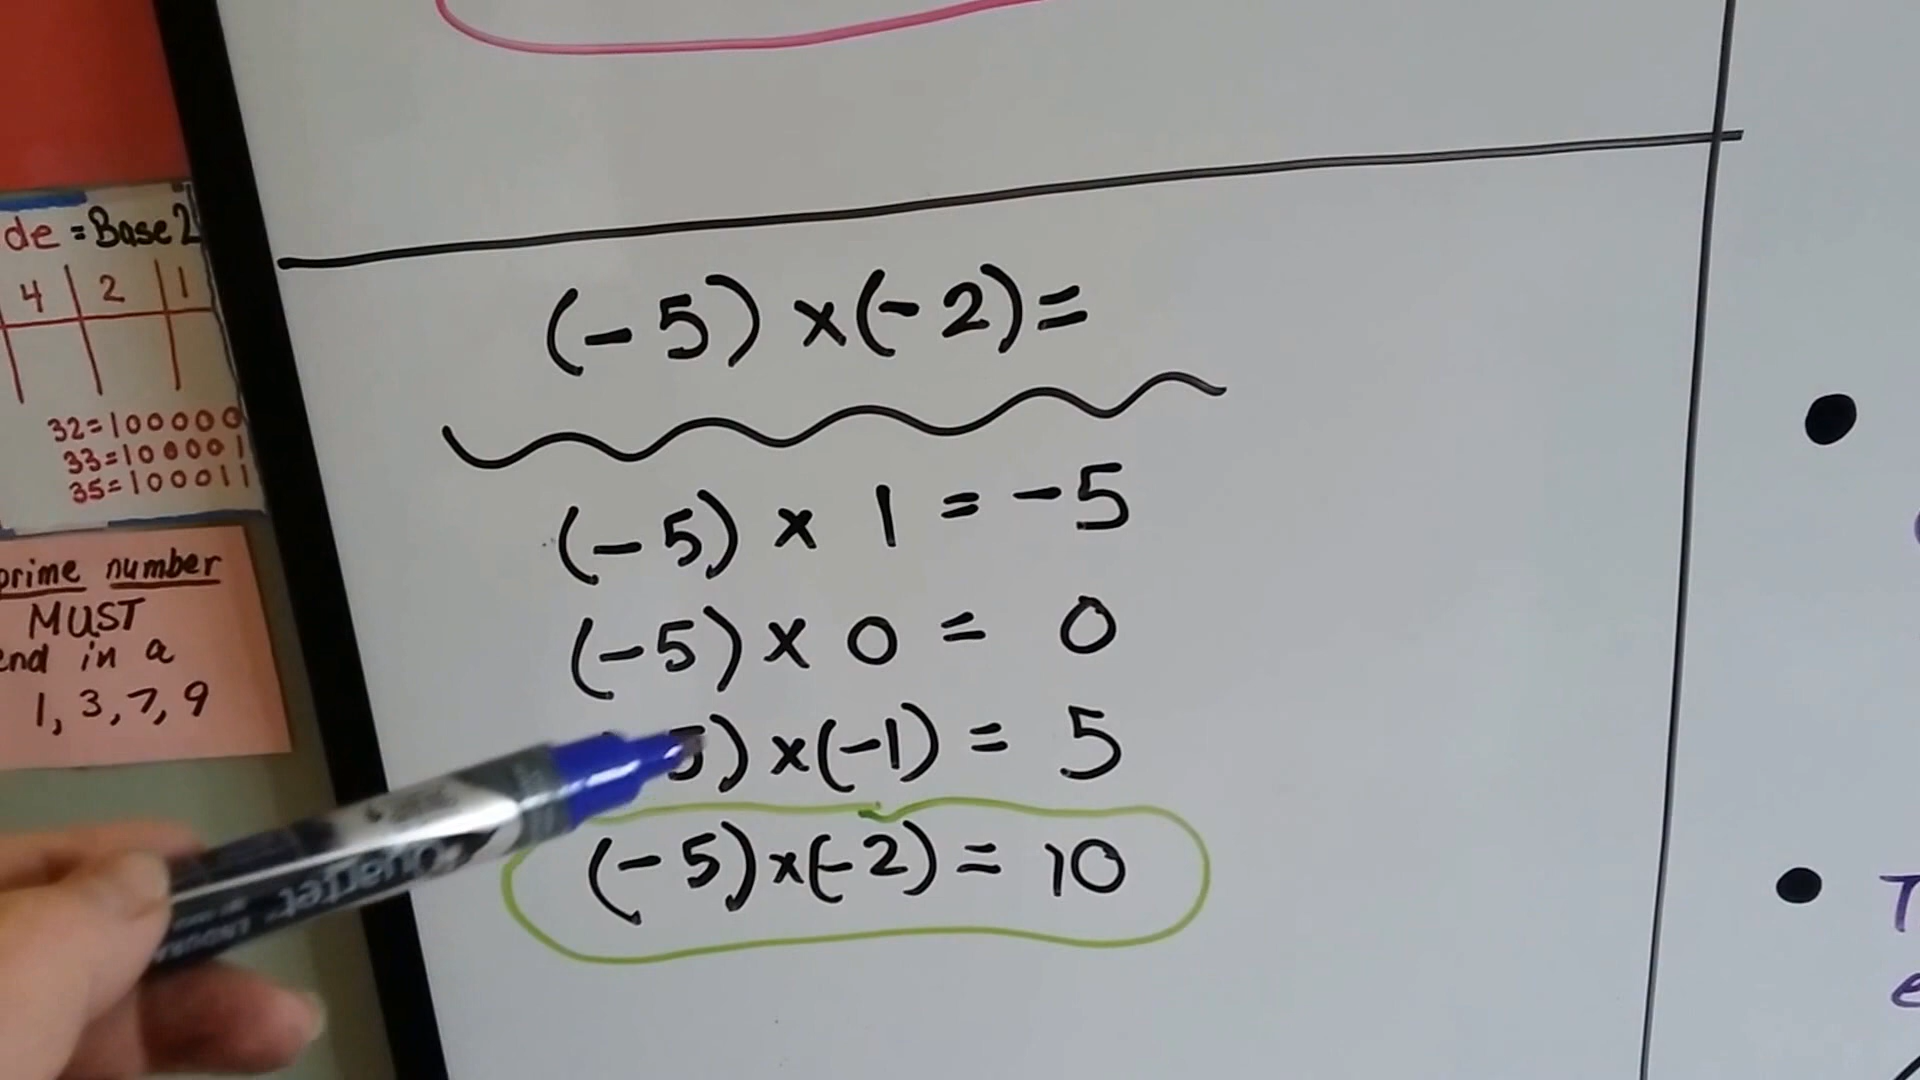 de = Base 2
4 2 1
32=100000
33=100001
35=100011
prime number
MUST
end in a
1, 3, 7, 9
(-5) x (-2) =
(-5) x 1 = -5
(-5) x 0 = 0
5) x (-1) = 5
(-5) x (-2) = 10
Quartet